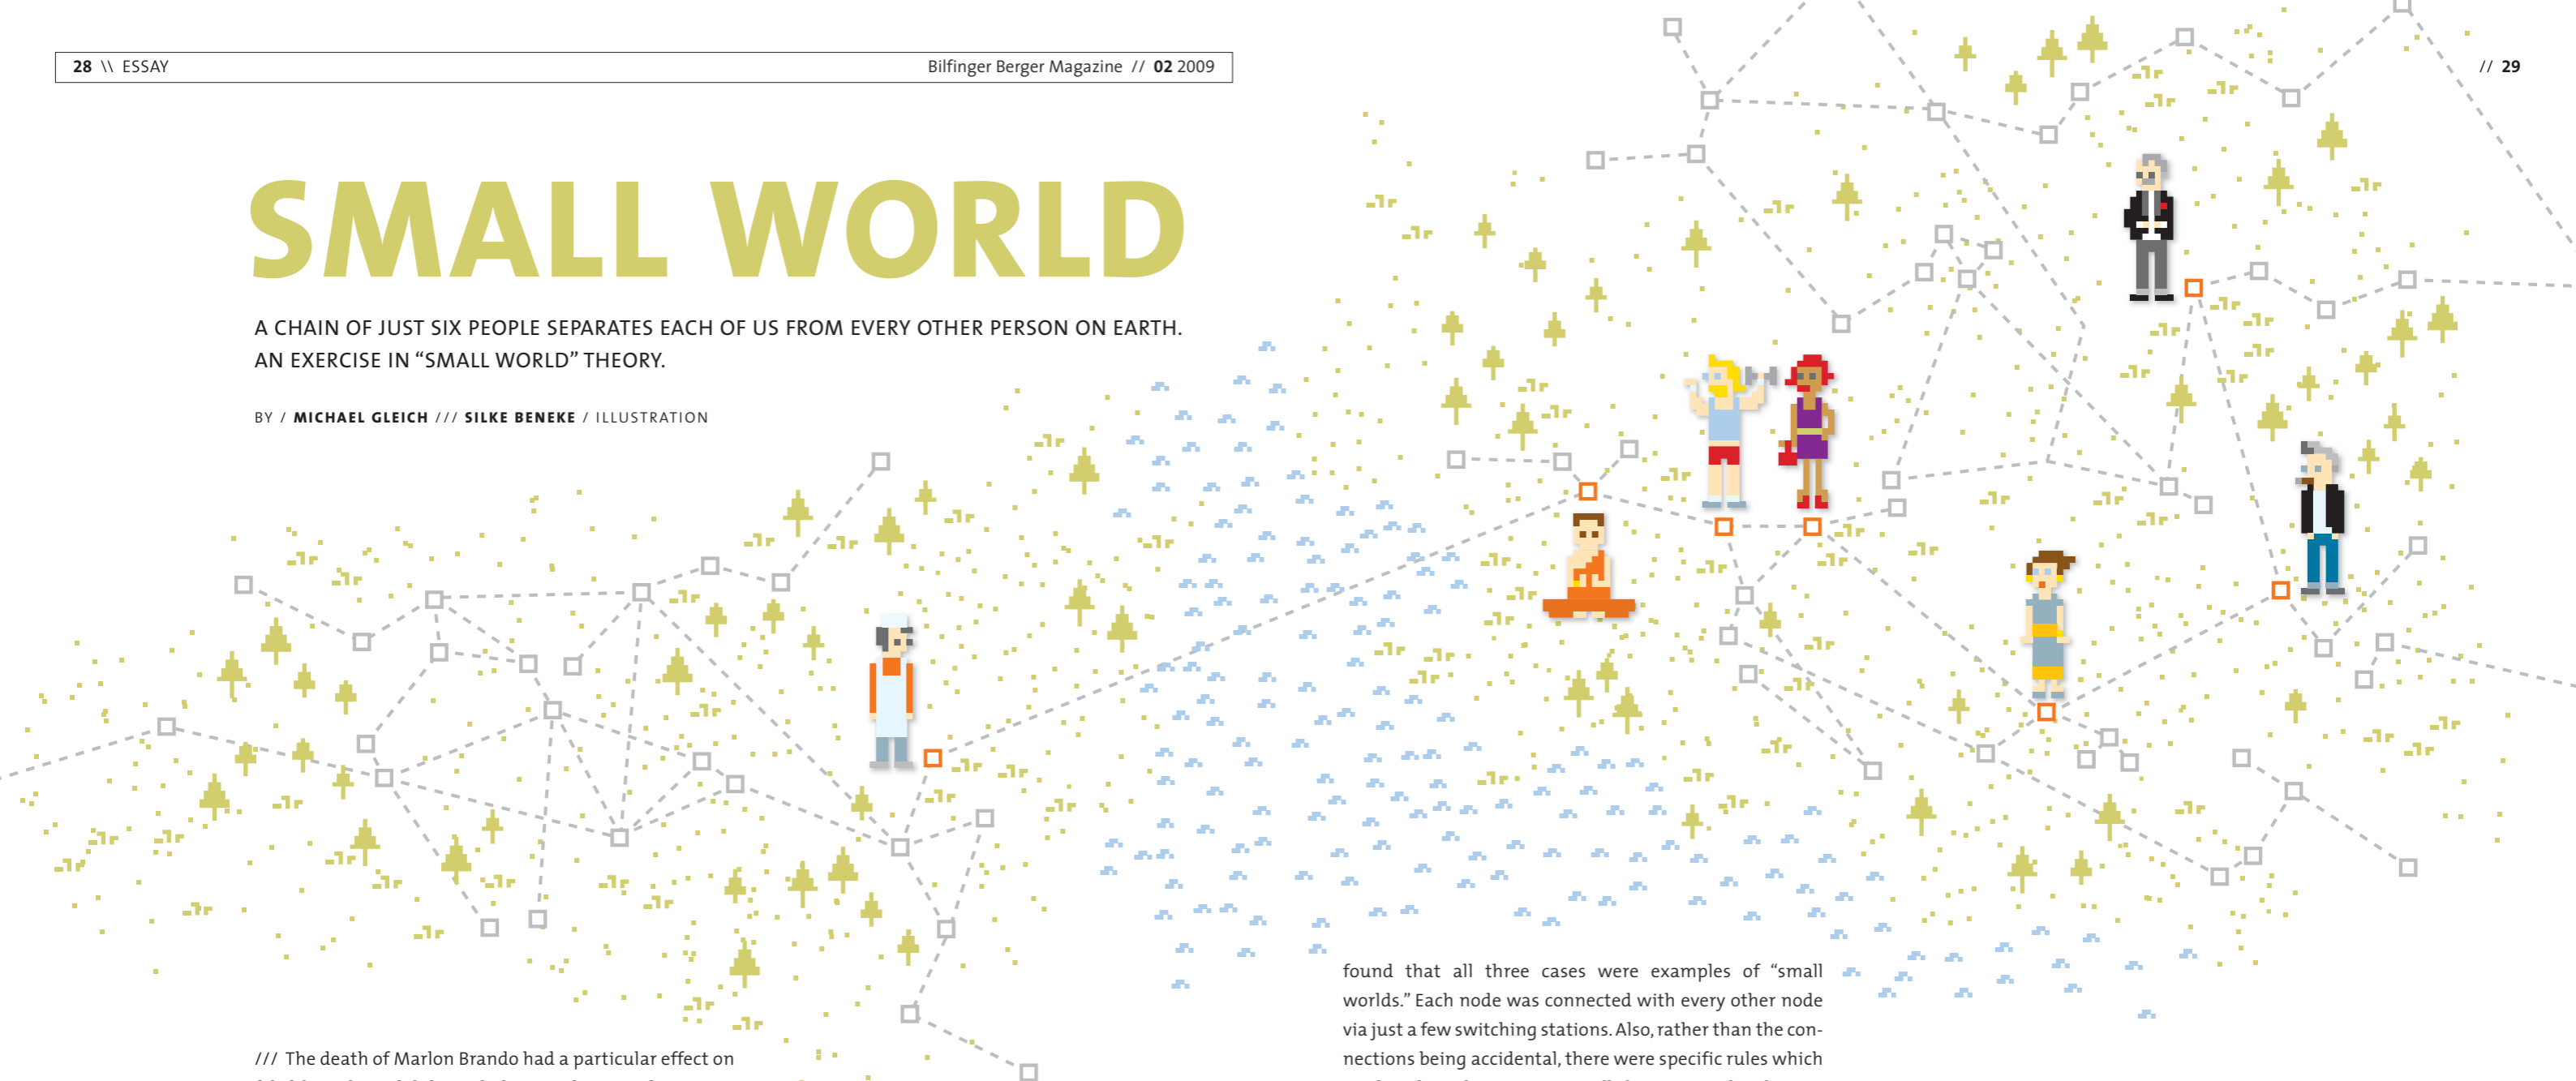 28 \\ ESSAY
Bilfinger Berger Magazine // 02 2009
// 29
SMALL WORLD
A CHAIN OF JUST SIX PEOPLE SEPARATES EACH OF US FROM EVERY OTHER PERSON ON EARTH.
AN EXERCISE IN “SMALL WORLD” THEORY.
BY / MICHAEL GLEICH /// SILKE BENEKE / ILLUSTRATION
/// The death of Marlon Brando had a particular effect on
found that all three cases were examples of “small
worlds.” Each node was connected with every other node
via just a few switching stations. Also, rather than the con-
nections being accidental, there were specific rules which